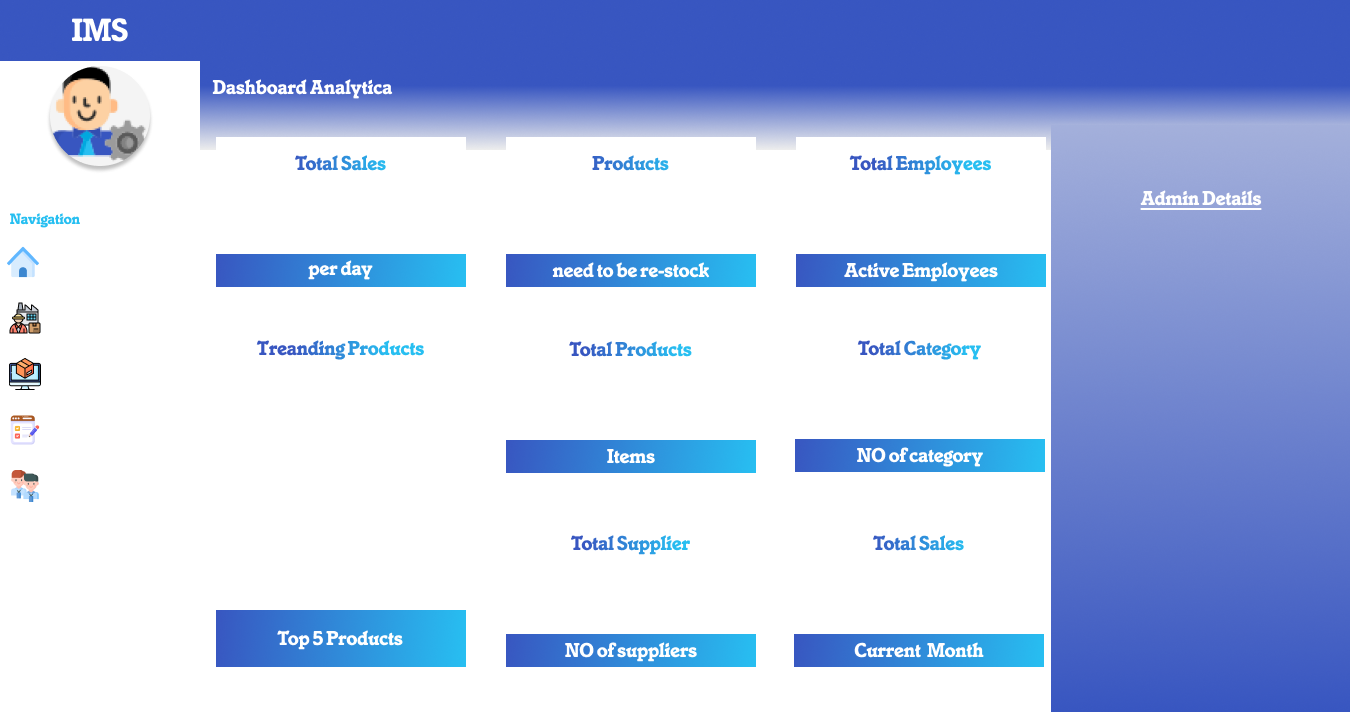 IMS
Dashboard Analytica
Navigation
Total Sales
per day
Products
need to be re-stock
Total Employees
Active Employees
Treanding Products
Top 5 Products
Total Products
Items
Total Category
NO of category
Total Supplier
NO of suppliers
Total Sales
Current Month
Admin Details